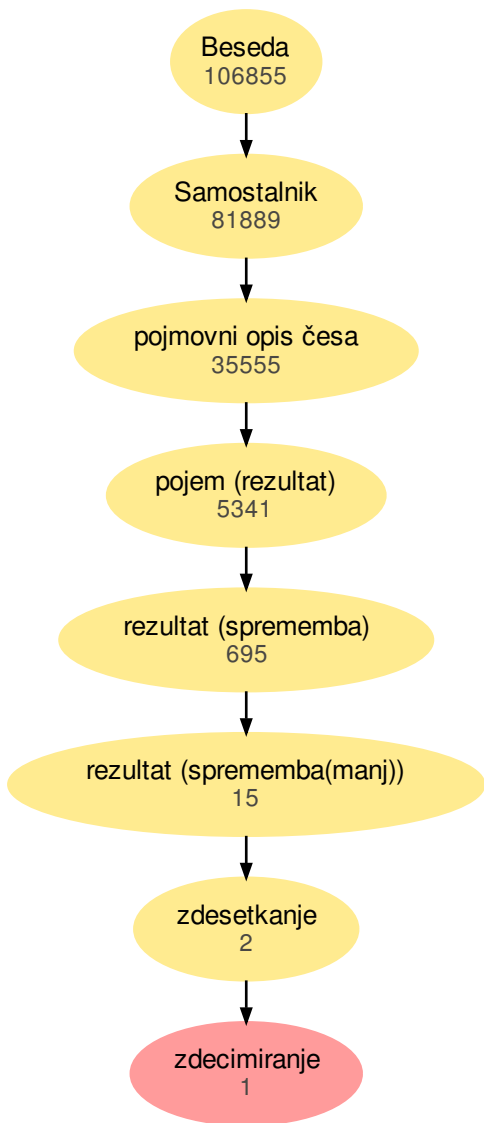 Beseda
106855
Samostalnik
81889
pojmovni opis česa
35555
pojem (rezultat)
5341
rezultat (sprememba)
695
rezultat (sprememba(manj))
15
zdesetkanje
2
zdecimiranje
1